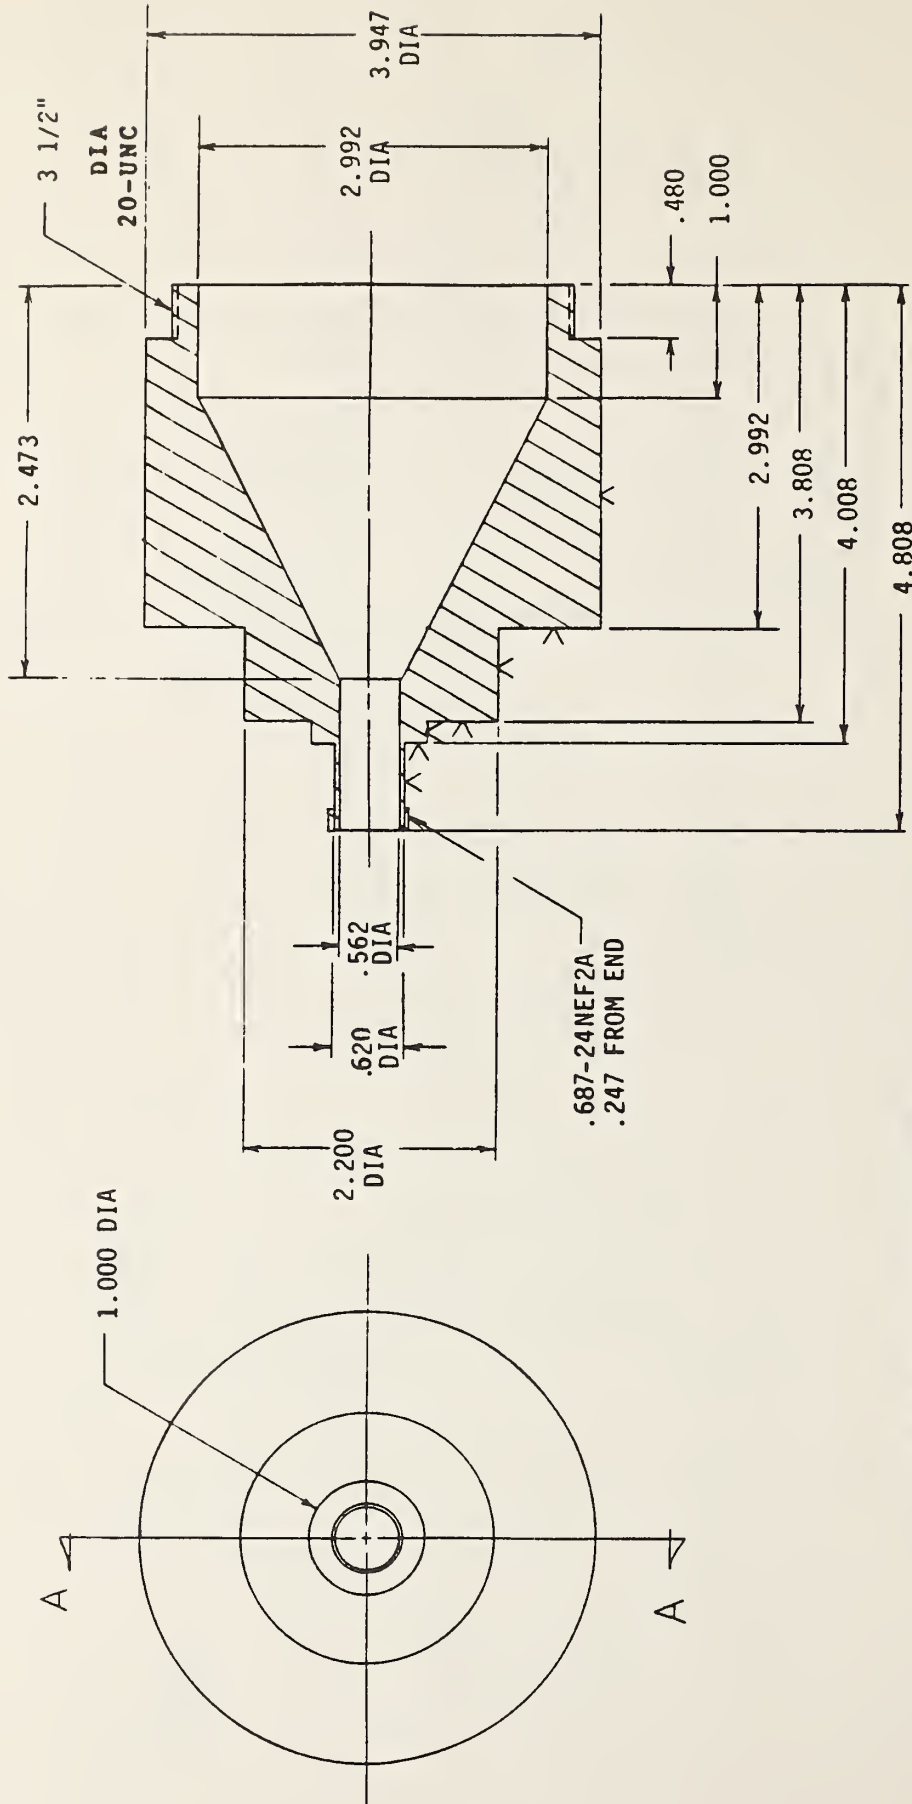 3 1/2"
DIA
20-UNC
2.473
3.947
DIA
2.992
DIA
.480
1.000
2.992
3.808
4.008
4.808
.562
DIA
.620
DIA
2.200
DIA
.687-24NEF2A
.247 FROM END
1.000 DIA
A
A